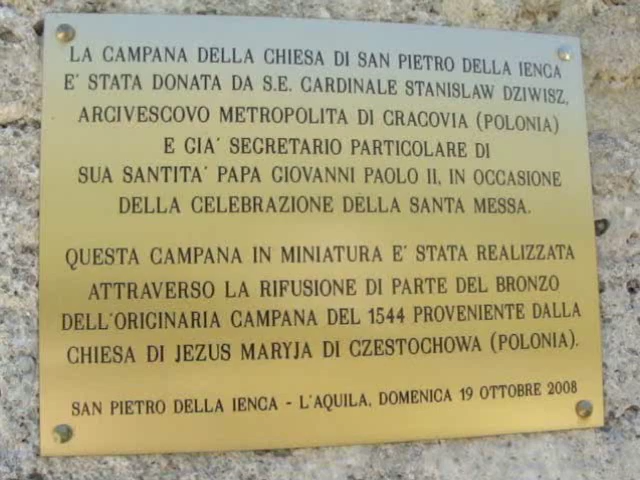 LA CAMPANA DELLA CHIESA DI SAN PIETRO DELLA IENCA
E' STATA DONATA DA S.E. CARDINALE STANISLAW DZIWISZ,
ARCIVESCOVO METROPOLITA DI CRACOVIA (POLONIA)
E GIA' SEGRETARIO PARTICOLARE DI
SUA SANTITA' PAPA GIOVANNI PAOLO II, IN OCCASIONE
DELLA CELEBRAZIONE DELLA SANTA MESSA.
QUESTA CAMPANA IN MINIATURA E' STATA REALIZZATA
ATTRAVERSO LA RIFUSIONE DI PARTE DEL BRONZO
DELL'ORIGINARIA CAMPANA DEL 1544 PROVENIENTE DALLA
CHIESA DI JEZUS MARYJA DI CZESTOCHOWA (POLONIA).
SAN PIETRO DELLA IENCA - L'AQUILA, DOMENICA 19 OTTOBRE 2008